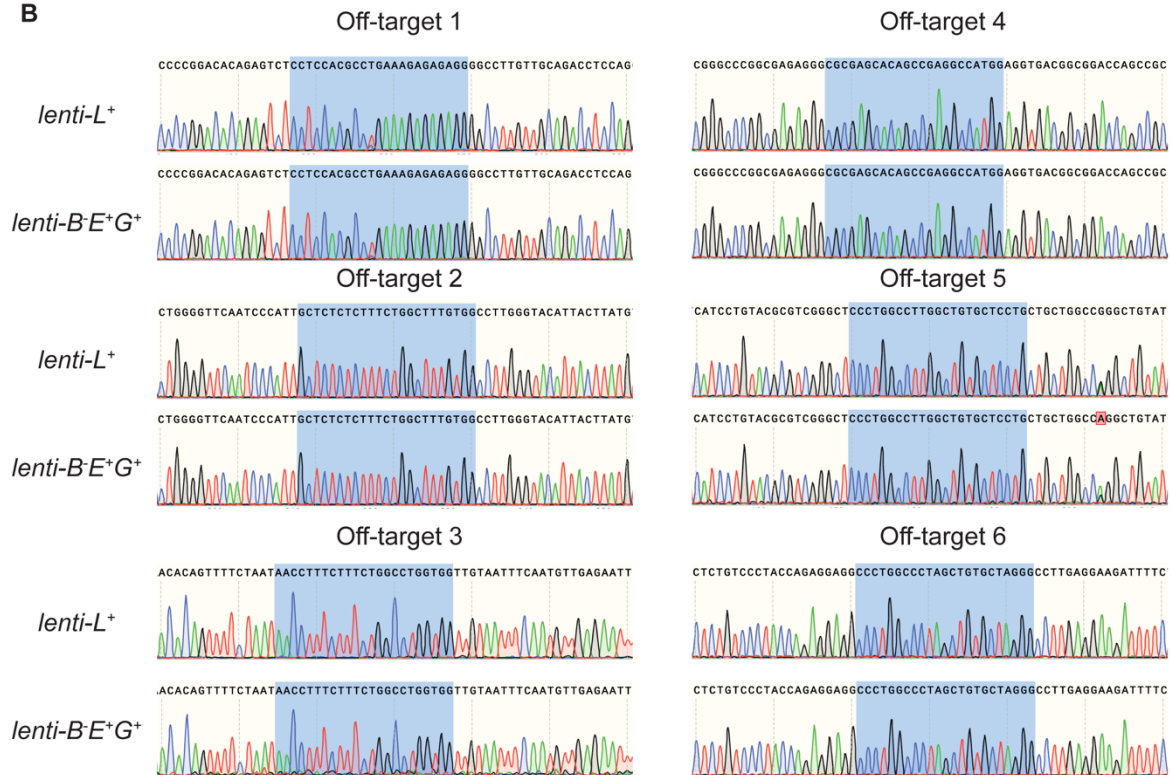 B
Off-target 1
CCCCGGACACAGAGTCTCCTCCACGCCTGAAAGAGAGAGGGGCCTTGTTGCAGACCTCCAG
lenti-L+
CCCCGGACACAGAGTCTCCTCCACGCCTGAAAGAGAGAGGGGCCTTGTTGCAGACCTCCAG
lenti-B-E+G+
Off-target 2
CTGGGGTTCAATCCCATTGCTCTCTCTTTCTGGCTTTGTGGCCTTGGGTACATTACTTATG
lenti-L+
CTGGGGTTCAATCCCATTGCTCTCTCTTTCTGGCTTTGTGGCCTTGGGTACATTACTTATG
lenti-B-E+G+
Off-target 3
ACACAGTTTTCTAATAACCTTTCTTTCTGGCCTGGTGGTTGTAATTTCAATGTTGAGAATT
lenti-L+
ACACAGTTTTCTAATAACCTTTCTTTCTGGCCTGGTGGTTGTAATTTCAATGTTGAGAATT
lenti-B-E+G+
Off-target 4
CGGGCCCGGCGAGAGGGCGCGAGCACAGCCGAGGCCATGGAGGTGACGGCGGACCAGCCGC
CGGGCCCGGCGAGAGGGCGCGAGCACAGCCGAGGCCATGGAGGTGACGGCGGACCAGCCGC
Off-target 5
CATCCTGTACGCGTCGGGCTCCCTGGCCTTGGCTGTGCTCCTGCTGCTGGCCGGGCTGTAT
CATCCTGTACGCGTCGGGCTCCCTGGCCTTGGCTGTGCTCCTGCTGCTGGCCAGGCTGTAT
Off-target 6
CTCTGTCCCTACCAGAGGAGGCCCTGGCCCTAGCTGTGCTAGGGCCTTGAGGAAGATTTTC
CTCTGTCCCTACCAGAGGAGGCCCTGGCCCTAGCTGTGCTAGGGCCTTGAGGAAGATTTTC